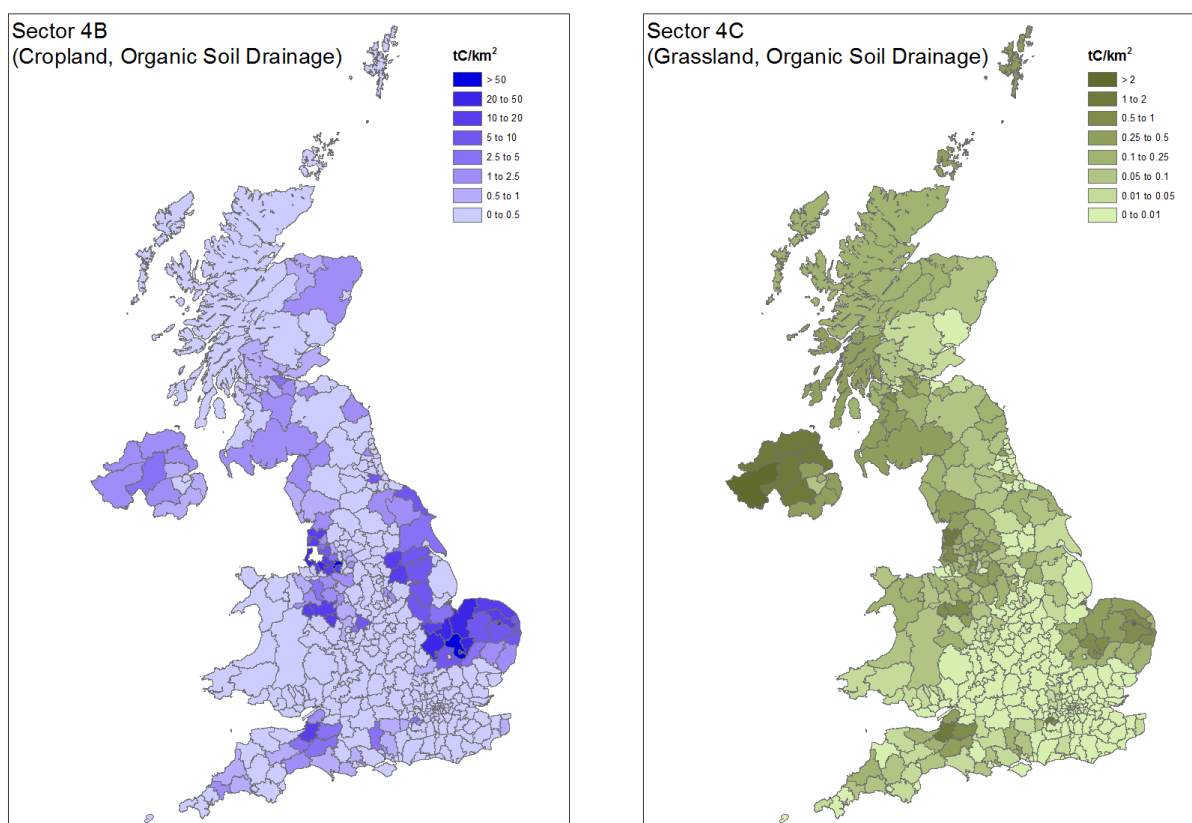 Sector 4B
(Cropland, Organic Soil Drainage)
tC/km²
> 50
20 to 50
10 to 20
5 to 10
2.5 to 5
1 to 2.5
0.5 to 1
0 to 0.5
Sector 4C
(Grassland, Organic Soil Drainage)
tC/km²
> 2
1 to 2
0.5 to 1
0.25 to 0.5
0.1 to 0.25
0.05 to 0.1
0.01 to 0.05
0 to 0.01